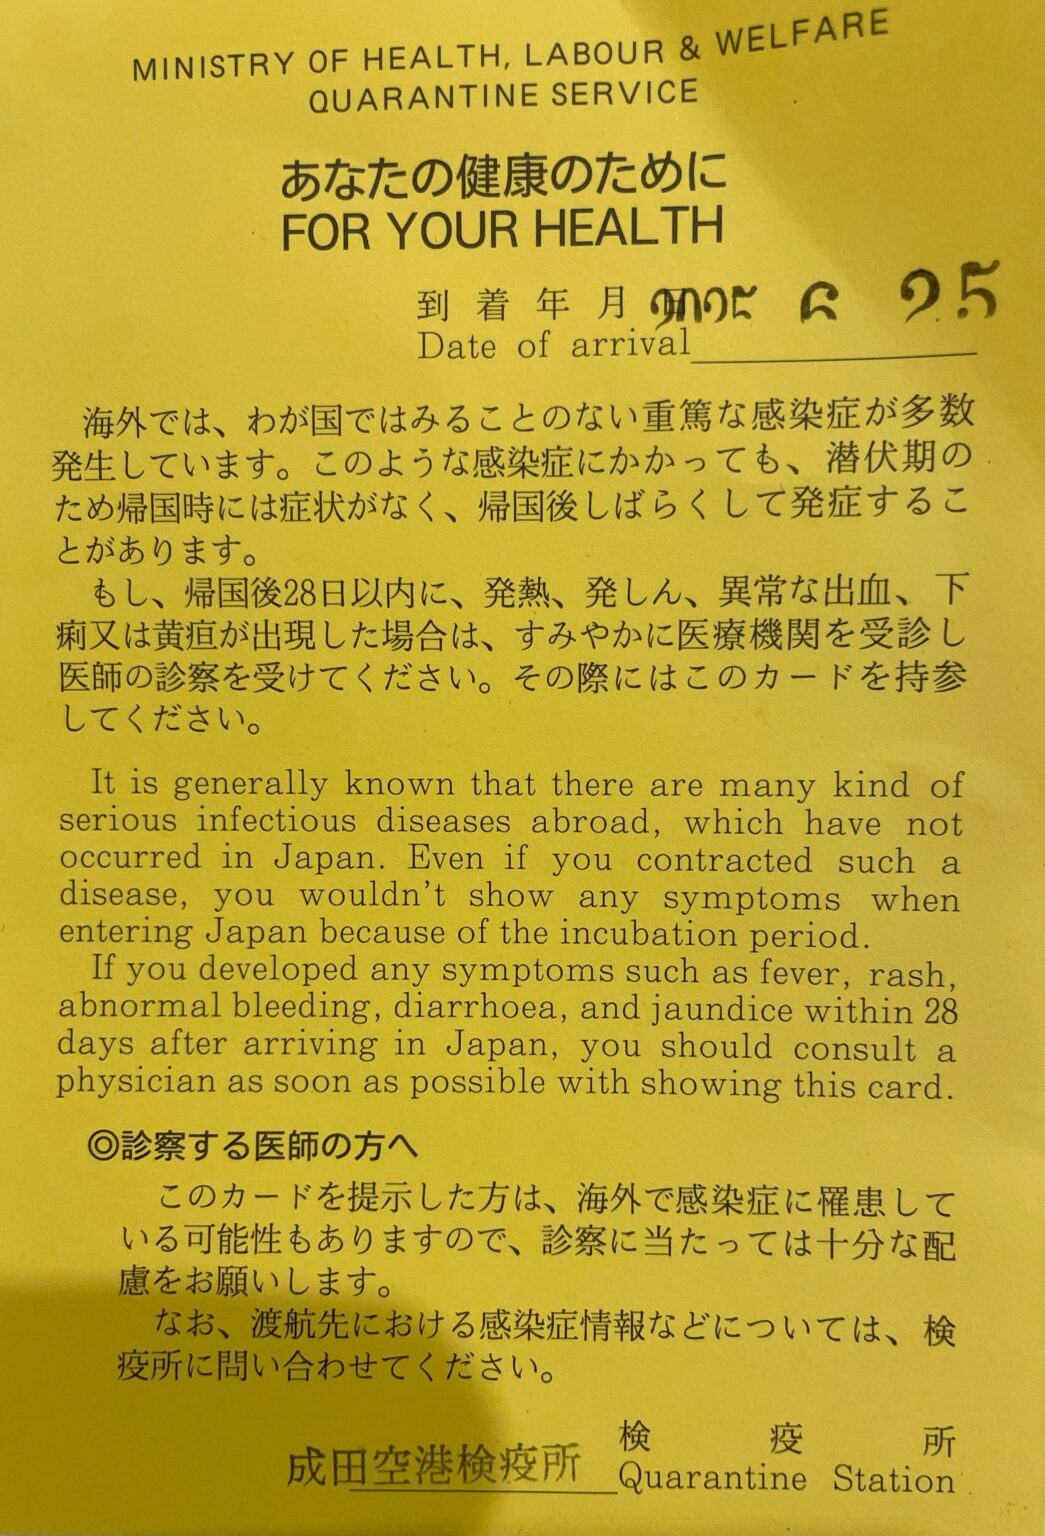 MINISTRY OF HEALTH, LABOUR & WELFARE
QUARANTINE SERVICE
あなたの健康のために
FOR YOUR HEALTH
到着年月日 2025 6 25
Date of arrival
海外では、わが国ではみることのない重篤な感染症が多数
発生しています。このような感染症にかかっても、潜伏期の
ため帰国時には症状がなく、帰国後しばらくして発症するこ
とがあります。
もし、帰国後28日以内に、発熱、発しん、異常な出血、下
痢又は黄疸が出現した場合は、すみやかに医療機関を受診し
医師の診察を受けてください。その際にはこのカードを持参
してください。
It is generally known that there are many kind of
serious infectious diseases abroad, which have not
occurred in Japan. Even if you contracted such a
disease, you wouldn't show any symptoms when
entering Japan because of the incubation period.
If you developed any symptoms such as fever, rash,
abnormal bleeding, diarrhoea, and jaundice within 28
days after arriving in Japan, you should consult a
physician as soon as possible with showing this card.
◎診察する医師の方へ
このカードを提示した方は、海外で感染症に罹患して
いる可能性もありますので、診察に当たっては十分な配
慮をお願いします。
なお、渡航先における感染症情報などについては、検
疫所に問い合わせてください。
成田空港検疫所 検疫所
Quarantine Station